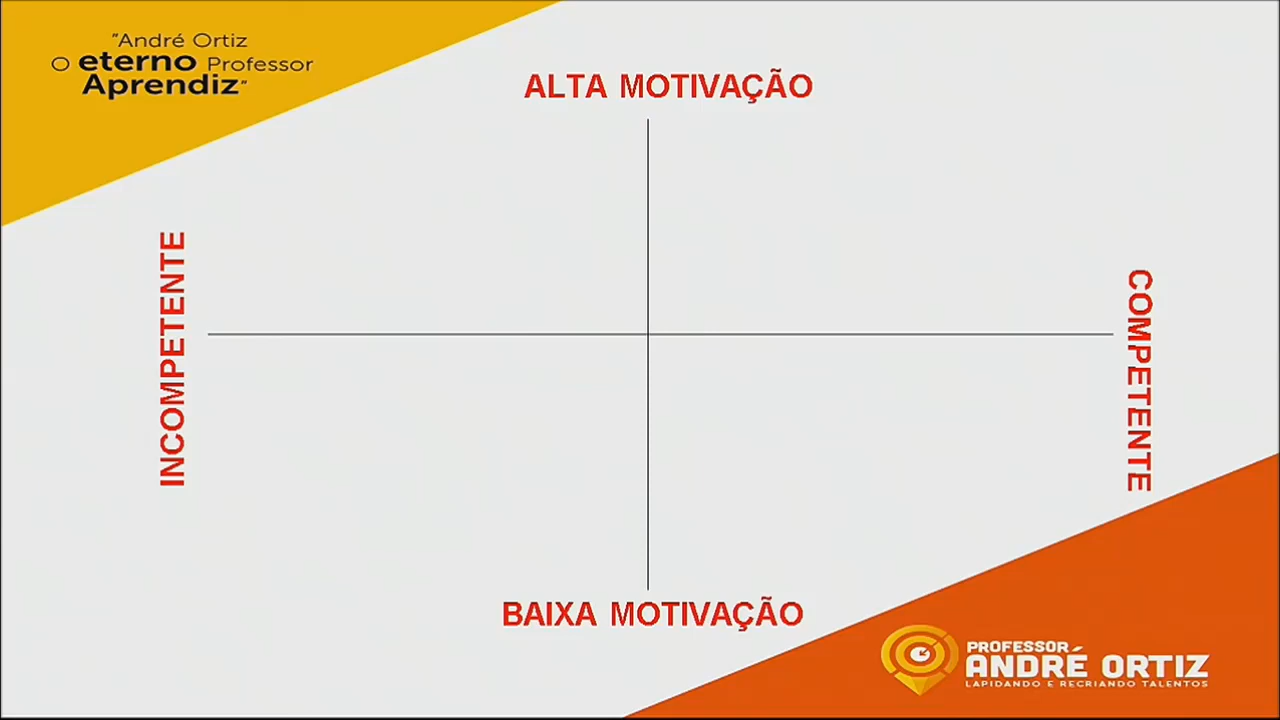 "André Ortiz
O eterno Professor
Aprendiz"
ALTA MOTIVAÇÃO
INCOMPETENTE
COMPETENTE
BAIXA MOTIVAÇÃO
PROFESSOR
ANDRÉ ORTIZ
LAPIDANDO E RECRIANDO TALENTOS